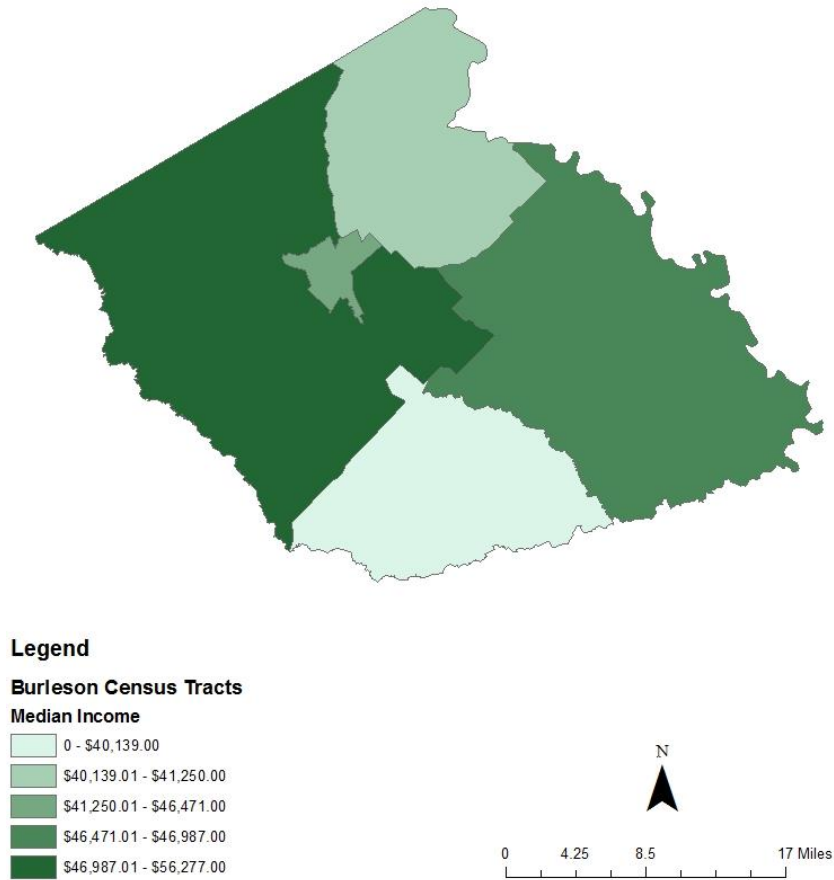 Legend
Burleson Census Tracts
Median Income
0 - $40,139.00
$40,139.01 - $41,250.00
$41,250.01 - $46,471.00
$46,471.01 - $46,987.00
$46,987.01 - $56,277.00
N
0 4.25 8.5 17 Miles